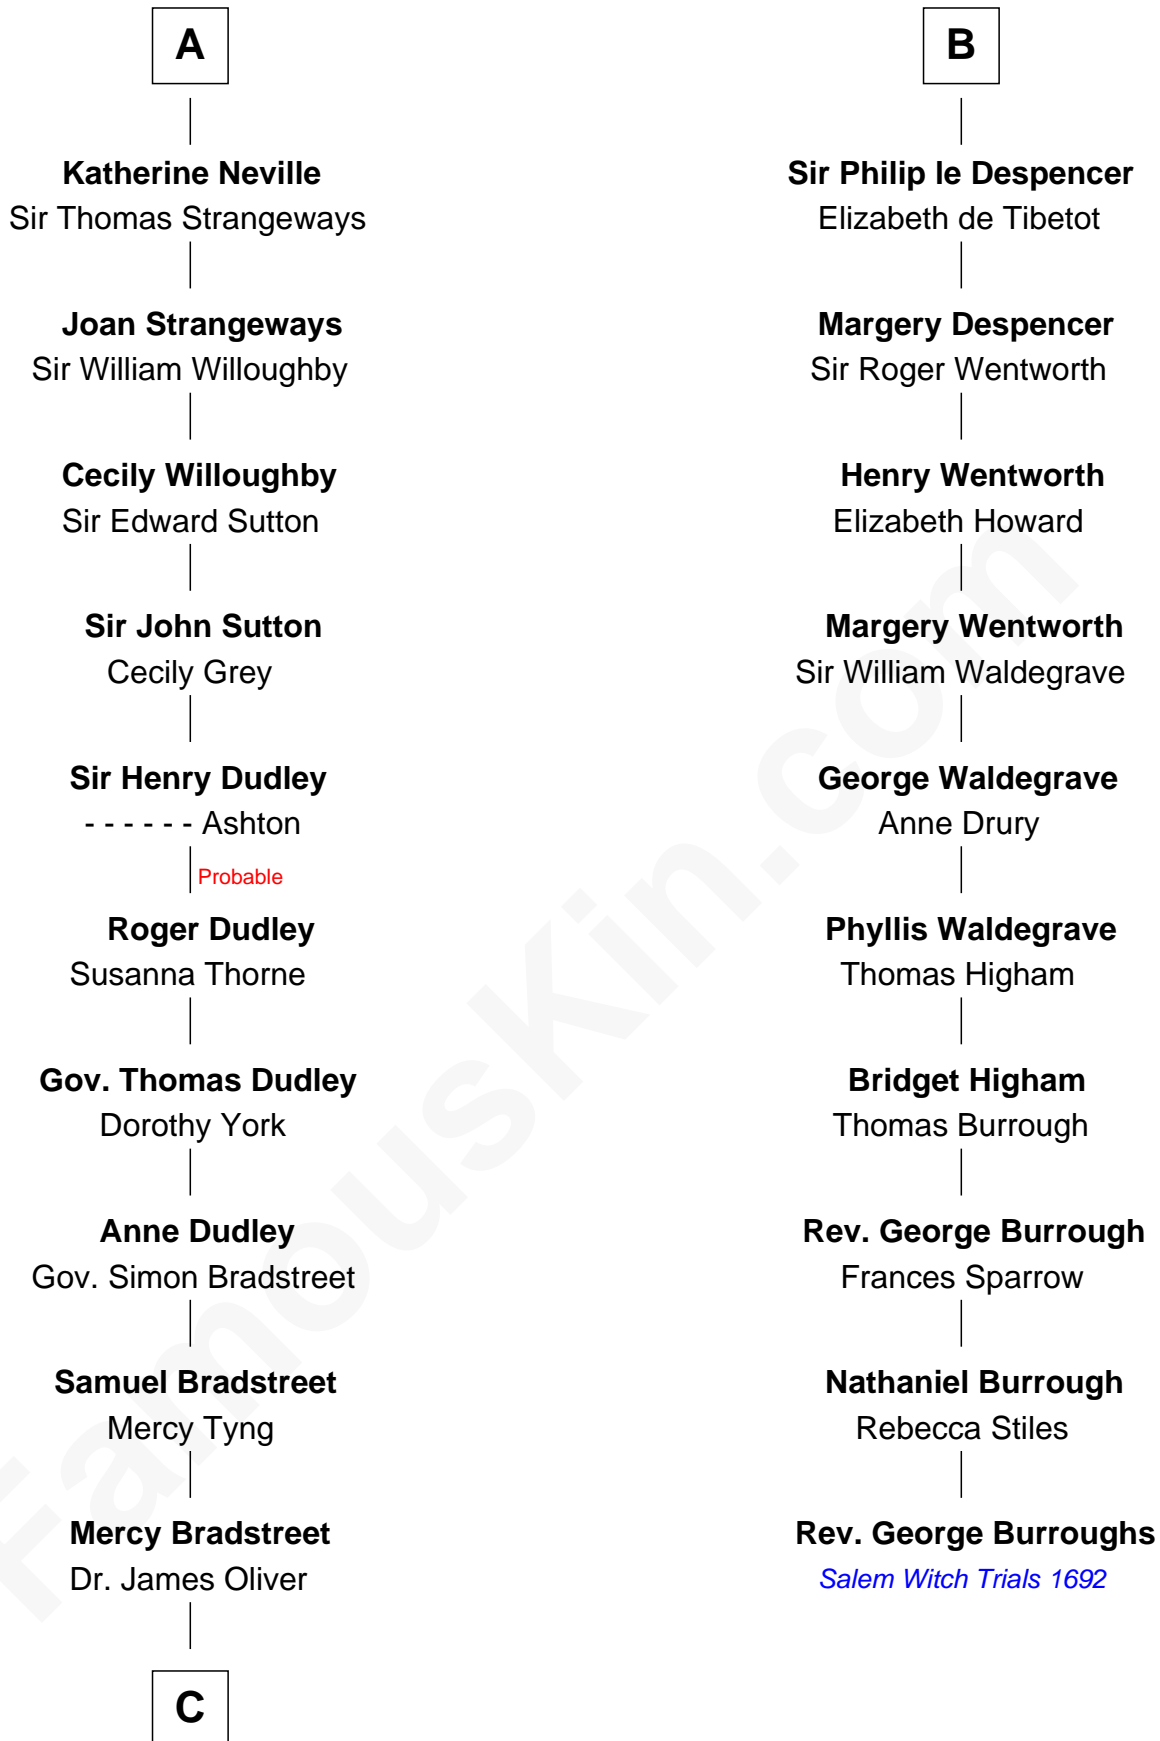 A
Katherine Neville
Sir Thomas Strangeways
Joan Strangeways
Sir William Willoughby
Cecily Willoughby
Sir Edward Sutton
Sir John Sutton
Cecily Grey
Sir Henry Dudley
- - - - - - Ashton
Probable
Roger Dudley
Susanna Thorne
Gov. Thomas Dudley
Dorothy York
Anne Dudley
Gov. Simon Bradstreet
Samuel Bradstreet
Mercy Tyng
Mercy Bradstreet
Dr. James Oliver
C
B
Sir Philip le Despencer
Elizabeth de Tibetot
Margery Despencer
Sir Roger Wentworth
Henry Wentworth
Elizabeth Howard
Margery Wentworth
Sir William Waldegrave
George Waldegrave
Anne Drury
Phyllis Waldegrave
Thomas Higham
Bridget Higham
Thomas Burrough
Rev. George Burrough
Frances Sparrow
Nathaniel Burrough
Rebecca Stiles
Rev. George Burroughs
Salem Witch Trials 1692
FamousKin.com